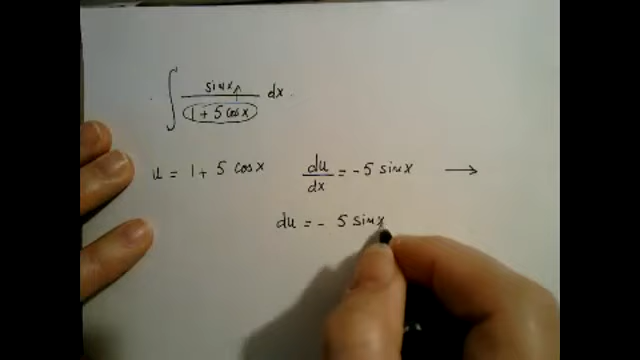 ∫ sin x / (1 + 5 cos x) dx
u = 1 + 5 cos x   du/dx = - 5 sin x →
du = - 5 sin x